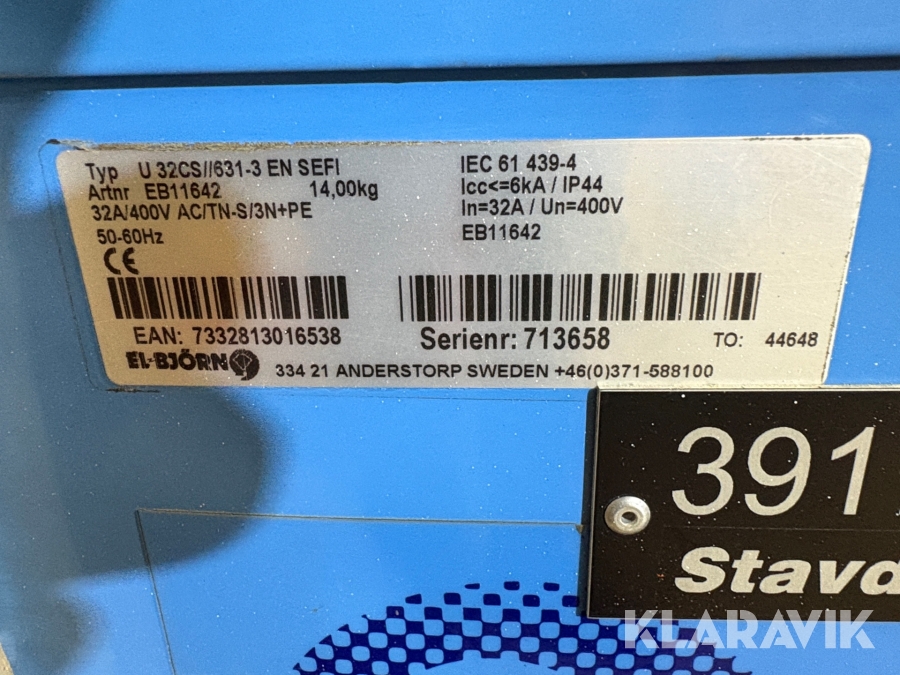 Typ U 32CS//631-3 EN SEFI
Artnr EB11642 14,00kg
32A/400V AC/TN-S/3N+PE
50-60Hz
CE
IEC 61 439-4
Icc<=6kA / IP44
In=32A / Un=400V
EB11642
EAN: 7332813016538
Serienr: 713658
TO: 44648
EL-BJÖRN
334 21 ANDERSTORP SWEDEN +46(0)371-588100
391
KLARAVIK